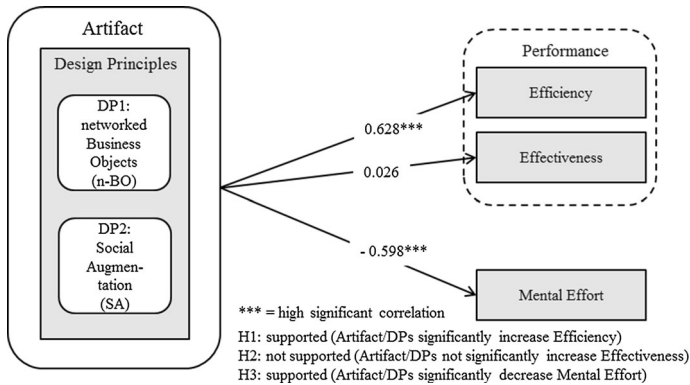 Artifact
Design Principles
DP1:
networked
Business
Objects
(n-BO)
DP2:
Social
Augmen-
tation
(SA)
0.628***
0.026
- 0.598***
Performance
Efficiency
Effectiveness
Mental Effort
*** = high significant correlation
H1: supported (Artifact/DPs significantly increase Efficiency)
H2: not supported (Artifact/DPs not significantly increase Effectiveness)
H3: supported (Artifact/DPs significantly decrease Mental Effort)